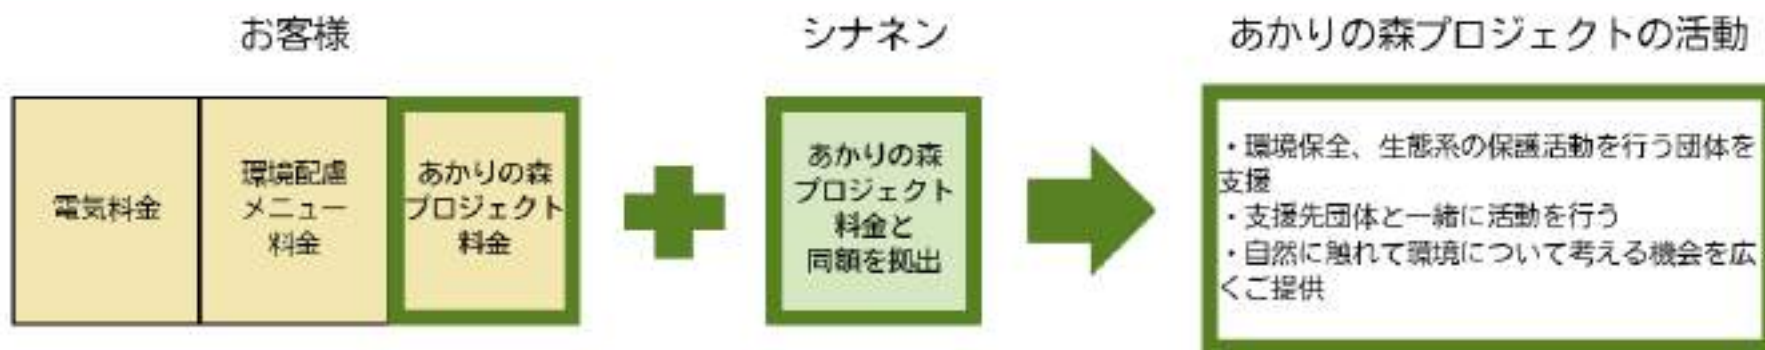 お客様
シナネン
あかりの森プロジェクトの活動
電気料金
環境配慮
メニュー
料金
あかりの森
プロジェクト
料金
あかりの森
プロジェクト
料金と
同額を拠出
・環境保全、生態系の保護活動を行う団体を
支援
・支援先団体と一緒に活動を行う
・自然に触れて環境について考える機会を広
くご提供